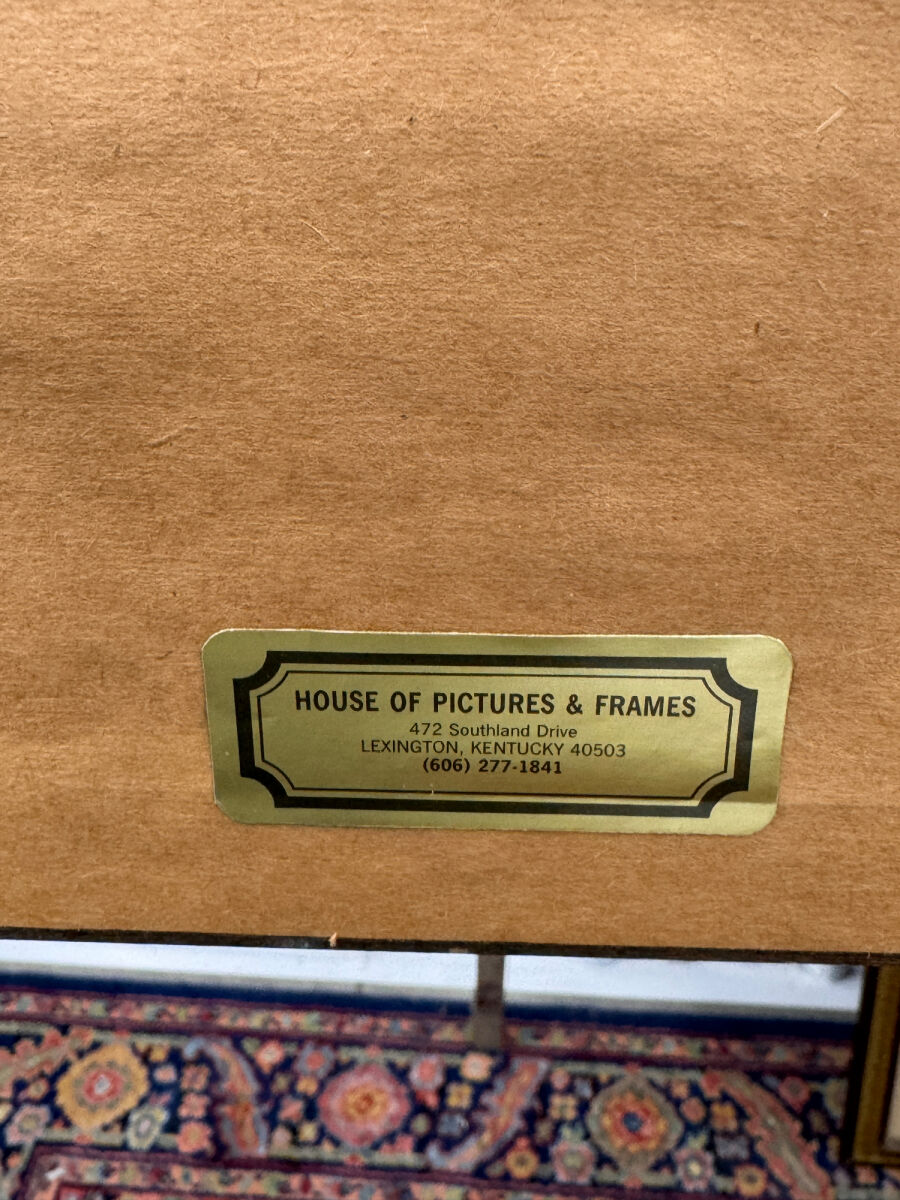 HOUSE OF PICTURES & FRAMES
472 Southland Drive
LEXINGTON, KENTUCKY 40503
(606) 277-1841